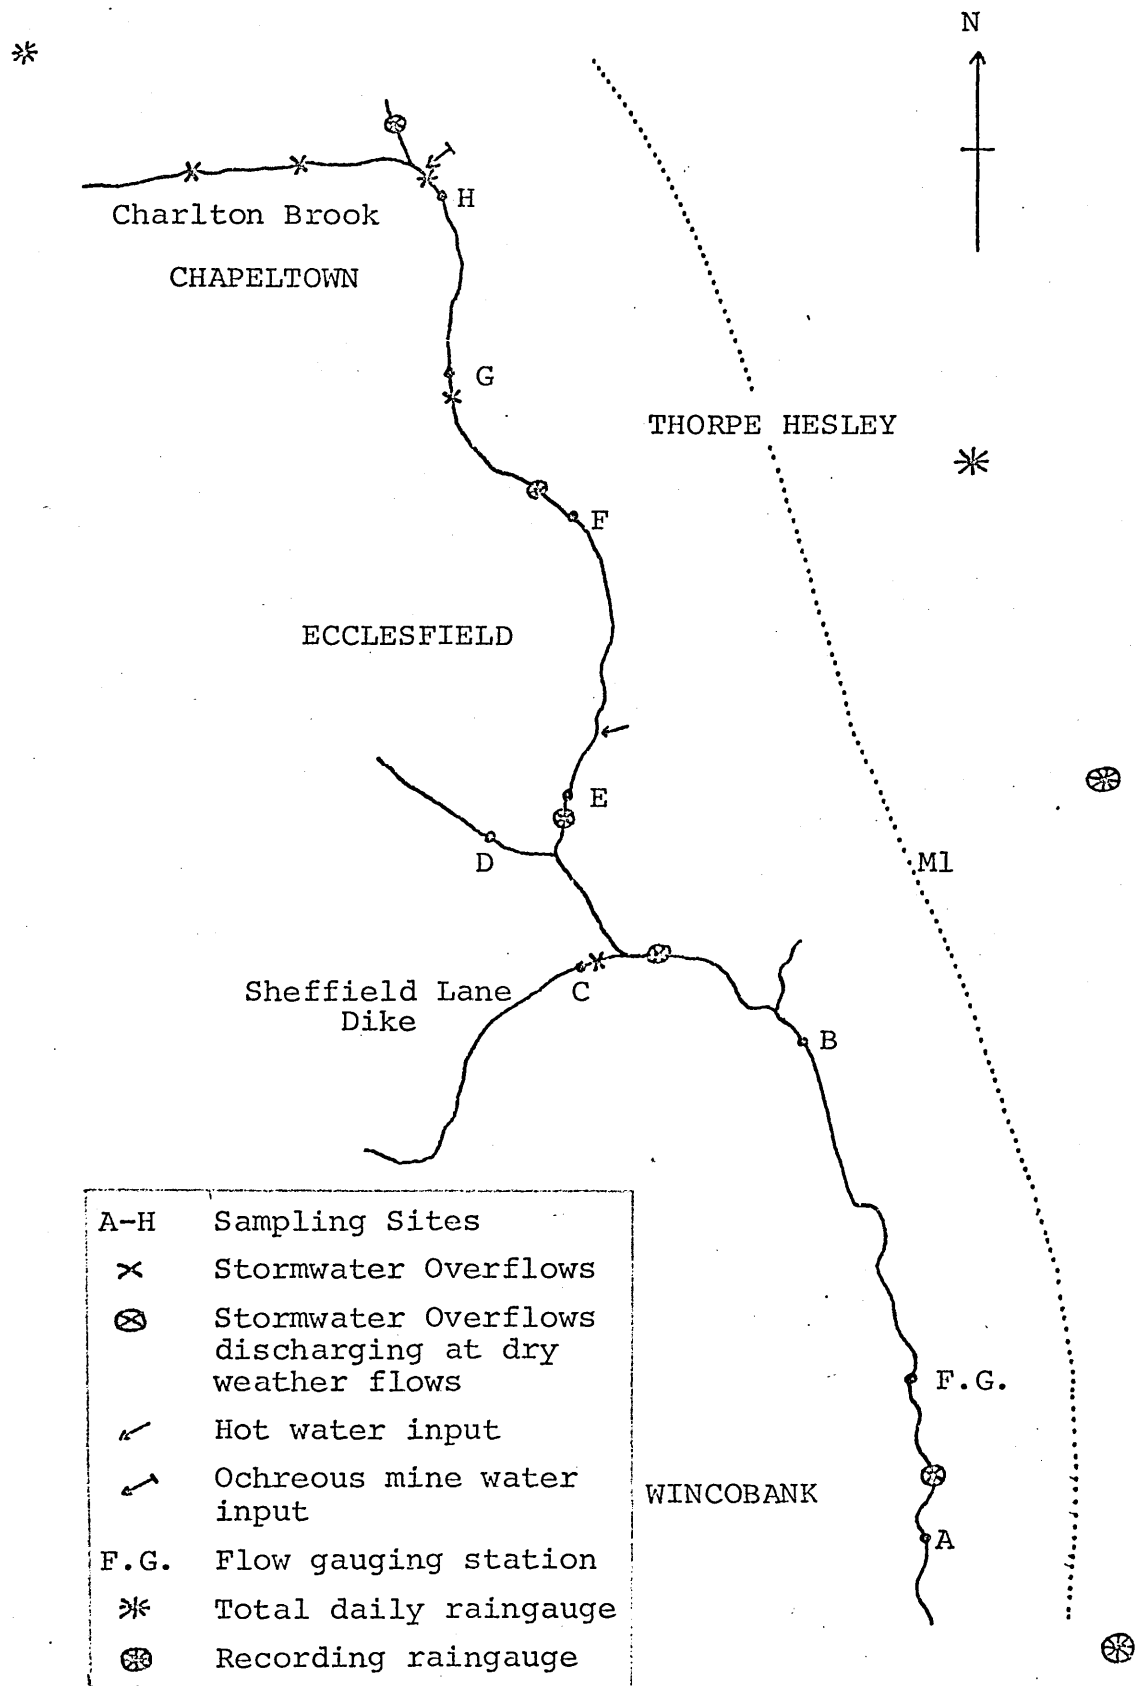 N
H
Charlton Brook
CHAPELTOWN
G
THORPE HESLEY
F
ECCLESFIELD
E
D
M1
Sheffield Lane
Dike
C
B
F.G.
WINCOBANK
A
A-H Sampling Sites
Stormwater Overflows
Stormwater Overflows
discharging at dry
weather flows
Hot water input
Ochreous mine water
input
F.G. Flow gauging station
Total daily raingauge
Recording raingauge